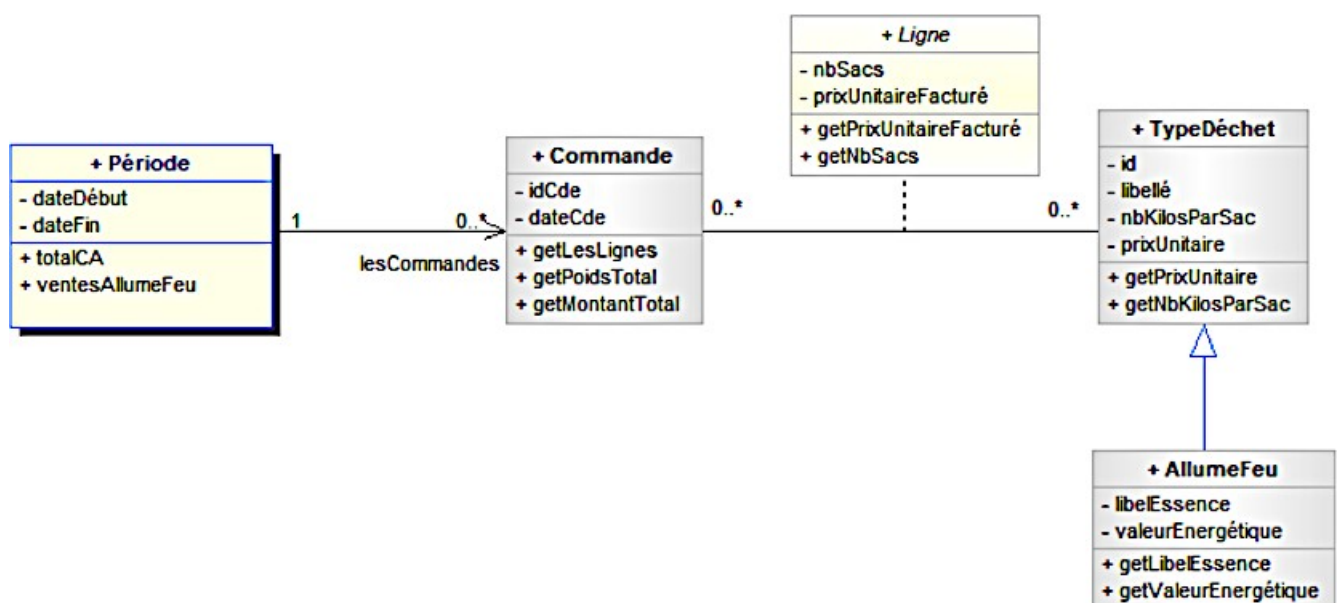 + Ligne
- nbSacs
- prixUnitaireFacturé
+ getPrixUnitaireFacturé
+ getNbSacs
+ Période
- dateDébut
- dateFin
+ totalCA
+ ventesAllumeFeu
1
0..*
lesCommandes
+ Commande
- idCde
- dateCde
+ getLesLignes
+ getPoidsTotal
+ getMontantTotal
0..*
0..*
+ TypeDéchet
- id
- libellé
- nbKilosParSac
- prixUnitaire
+ getPrixUnitaire
+ getNbKilosParSac
+ AllumeFeu
- libelEssence
- valeurEnergétique
+ getLibelEssence
+ getValeurEnergétique